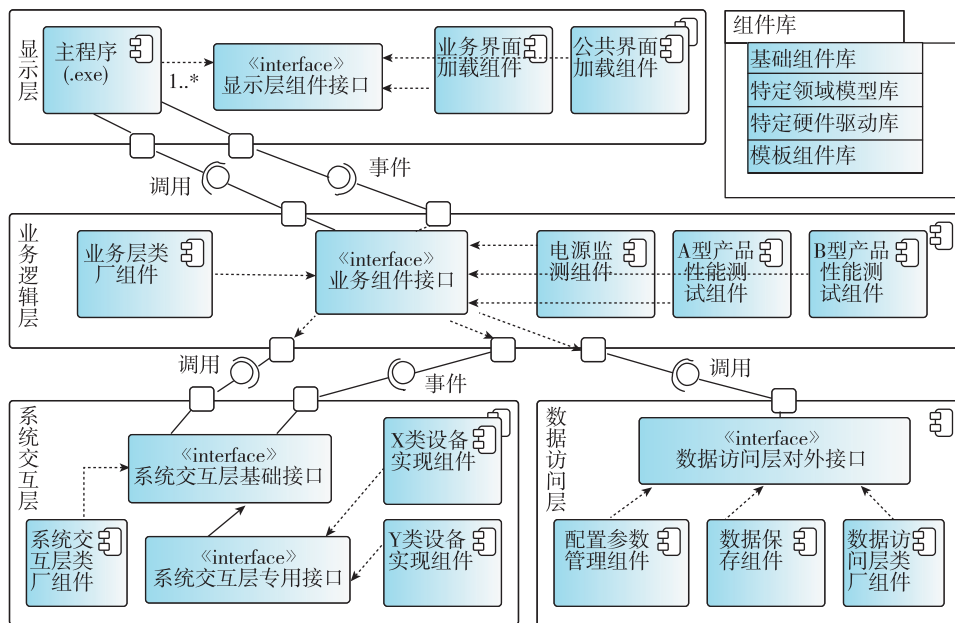 显示层
主程序
(.exe)
1..*
《interface》
显示层组件接口
业务界面
加载组件
公共界面
加载组件
组件库
基础组件库
特定领域模型库
特定硬件驱动库
模板组件库
调用
事件
业务逻辑层
业务层类
厂组件
《interface》
业务组件接口
电源监
测组件
A型产品
性能测
试组件
B型产品
性能测
试组件
调用
事件
调用
系统交互层
《interface》
系统交互层基础接口
X类设备
实现组件
系统交
互层类
厂组件
《interface》
系统交互层专用接口
Y类设备
实现组件
数据访问层
《interface》
数据访问层对外接口
配置参数
管理组件
数据保
存组件
数据访
问层类
厂组件